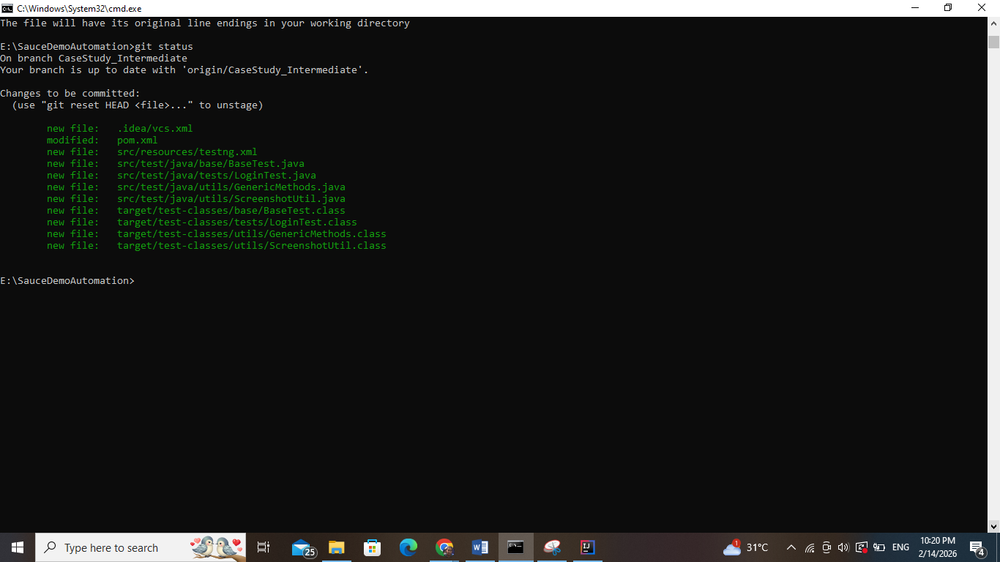 C:\Windows\System32\cmd.exe
The file will have its original line endings in your working directory
E:\SauceDemoAutomation>git status
On branch CaseStudy_Intermediate
Your branch is up to date with 'origin/CaseStudy_Intermediate'.
Changes to be committed:
  (use "git reset HEAD <file>..." to unstage)
        new file:   .idea/vcs.xml
        modified:   pom.xml
        new file:   src/resources/testng.xml
        new file:   src/test/java/base/BaseTest.java
        new file:   src/test/java/tests/LoginTest.java
        new file:   src/test/java/utils/GenericMethods.java
        new file:   src/test/java/utils/ScreenshotUtil.java
        new file:   target/test-classes/base/BaseTest.class
        new file:   target/test-classes/tests/LoginTest.class
        new file:   target/test-classes/utils/GenericMethods.class
        new file:   target/test-classes/utils/ScreenshotUtil.class
E:\SauceDemoAutomation>
Type here to search
25
1
31°C
ENG
10:20 PM
2/14/2026
4